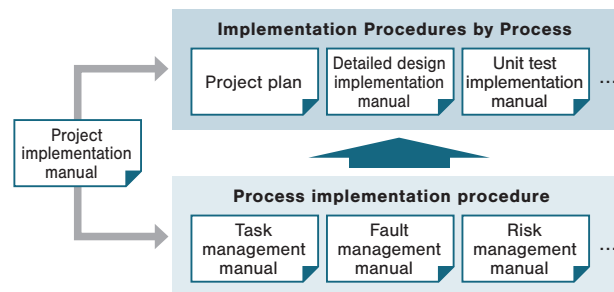 Implementation Procedures by Process
Project plan
Detailed design
implementation
manual
Unit test
implementation
manual
...
Project
implementation
manual
Process implementation procedure
Task
management
manual
Fault
management
manual
Risk
management
manual
...